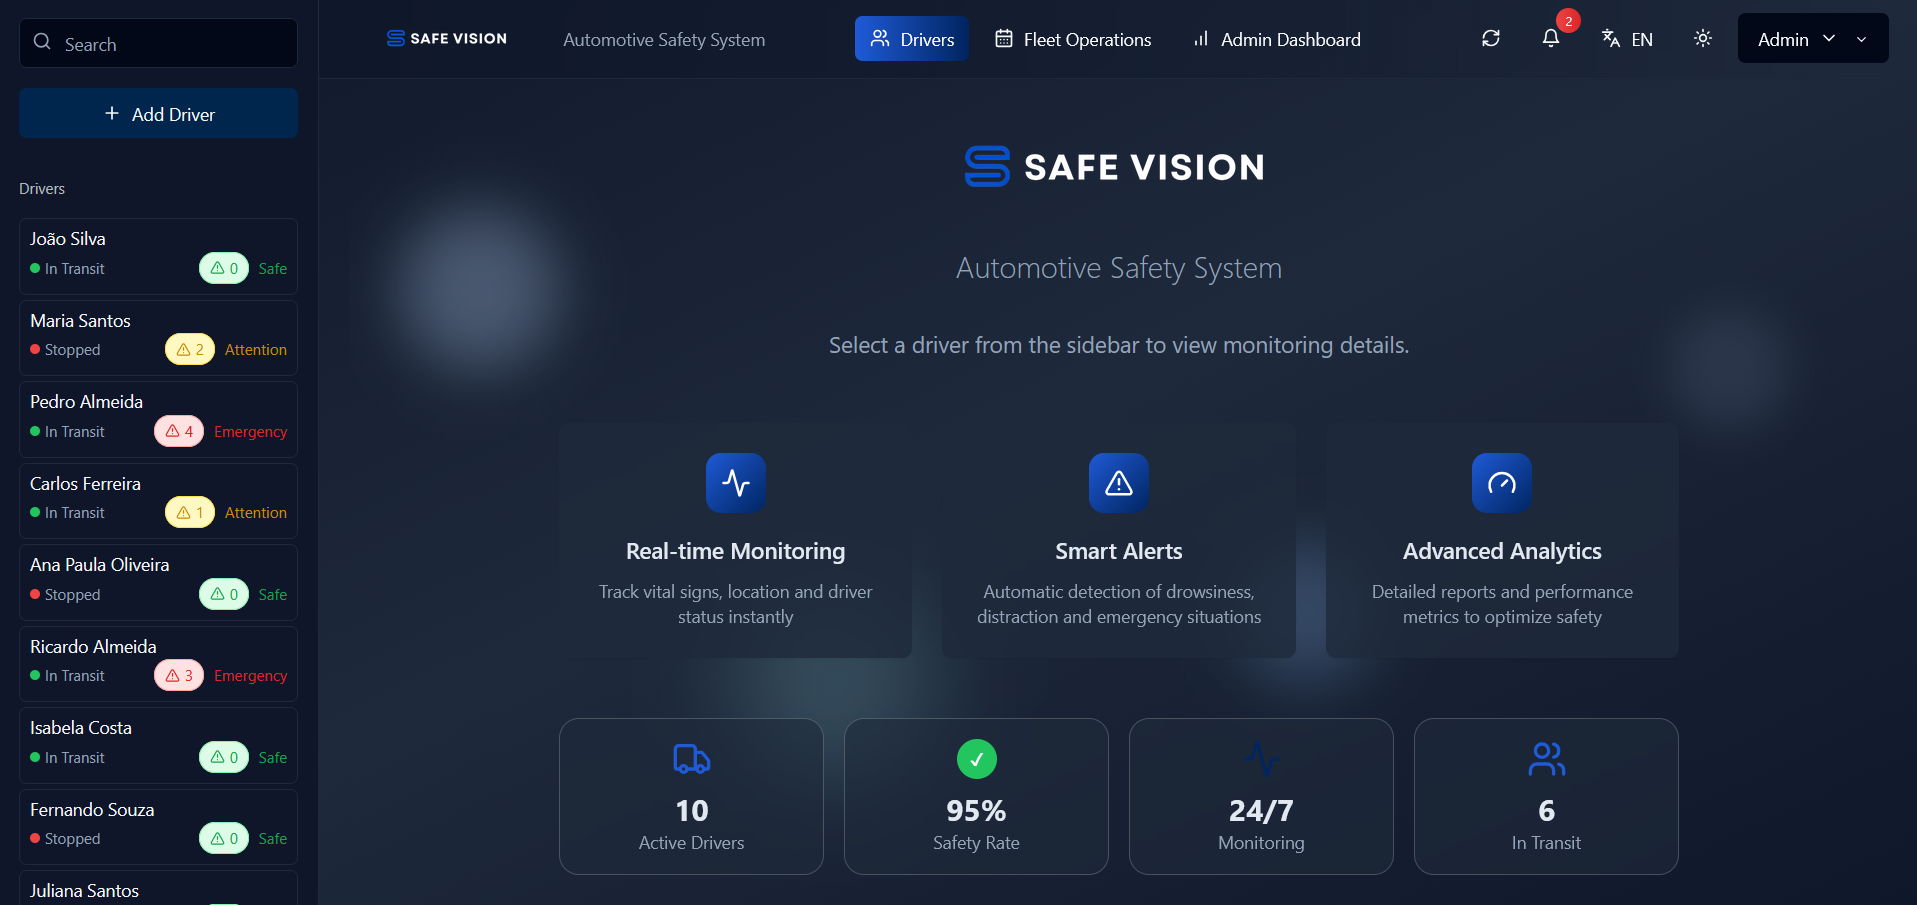 Search
Add Driver
Drivers
João Silva
In Transit
0
Safe
Maria Santos
Stopped
2
Attention
Pedro Almeida
In Transit
4
Emergency
Carlos Ferreira
In Transit
1
Attention
Ana Paula Oliveira
Stopped
0
Safe
Ricardo Almeida
In Transit
3
Emergency
Isabela Costa
In Transit
0
Safe
Fernando Souza
Stopped
0
Safe
Juliana Santos
SAFE VISION
Automotive Safety System
Drivers
Fleet Operations
Admin Dashboard
2
EN
Admin
SAFE VISION
Automotive Safety System
Select a driver from the sidebar to view monitoring details.
Real-time Monitoring
Track vital signs, location and driver
status instantly
Smart Alerts
Automatic detection of drowsiness,
distraction and emergency situations
Advanced Analytics
Detailed reports and performance
metrics to optimize safety
10
Active Drivers
95%
Safety Rate
24/7
Monitoring
6
In Transit